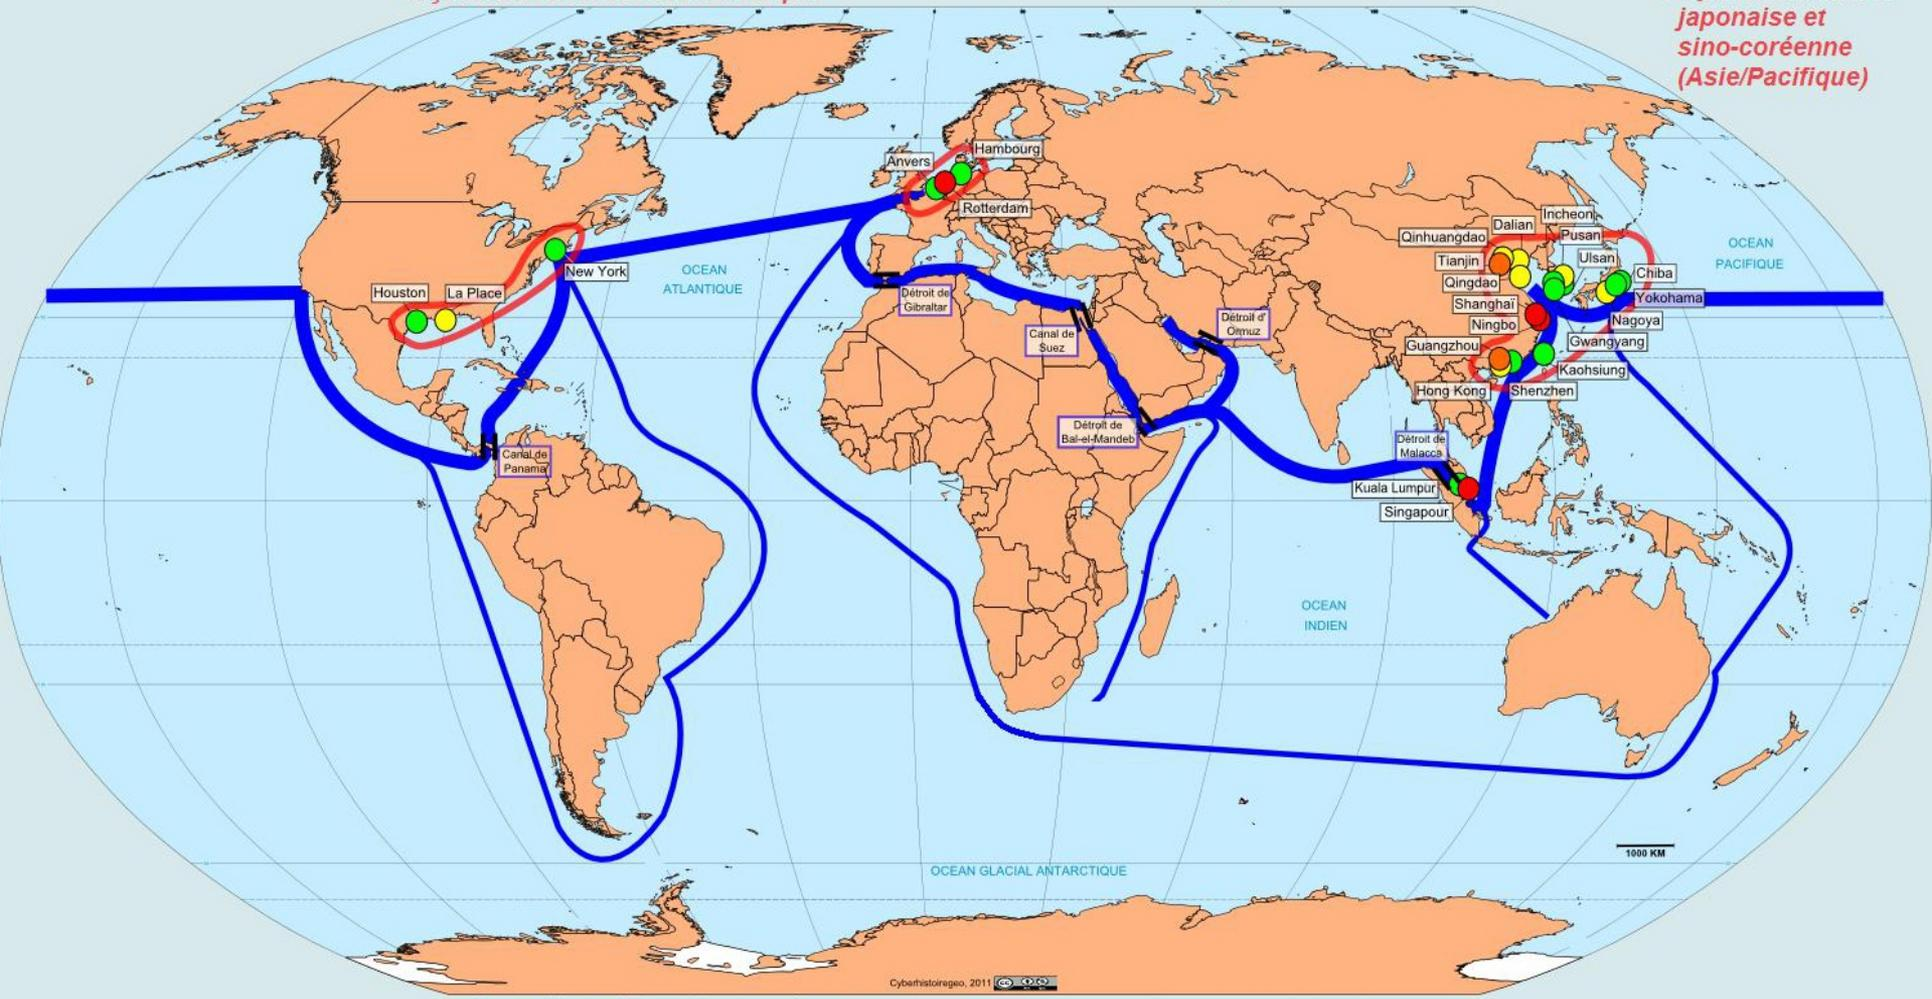 japonaise et
sino-coréenne
(Asie/Pacifique)
Anvers
Hambourg
Rotterdam
New York
Houston
La Place
OCEAN
ATLANTIQUE
Détroit de
Gibraltar
Canal de
Suez
Détroit d'
Ormuz
Détroit de
Bal-el-Mandeb
Canal de
Panama
Qinhuangdao
Dalian
Incheon
Pusan
Tianjin
Ulsan
Qingdao
Chiba
Shanghaï
Yokohama
Ningbo
Nagoya
Guangzhou
Gwangyang
Kaohsiung
Hong Kong
Shenzhen
OCEAN
PACIFIQUE
Détroit de
Malacca
Kuala Lumpur
Singapour
OCEAN
INDIEN
1000 KM
OCEAN GLACIAL ANTARCTIQUE
Cyberhistoiregeo, 2011